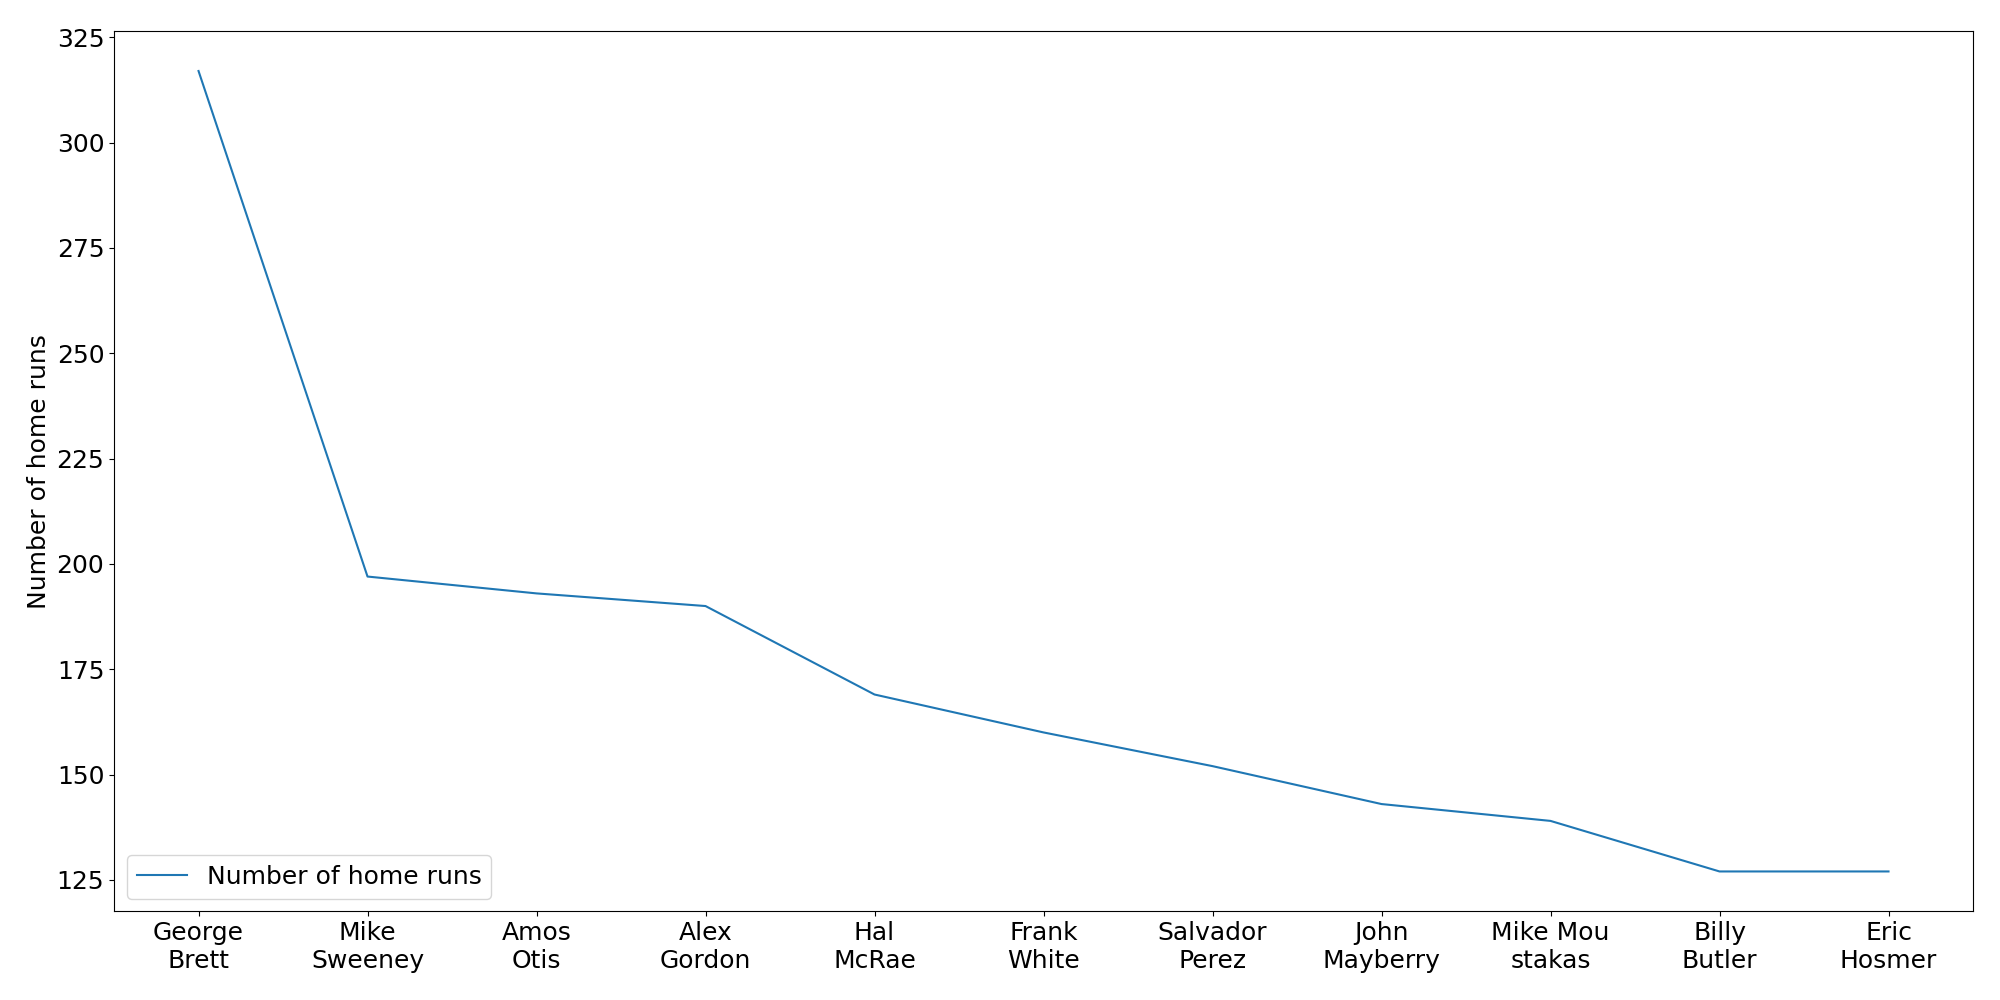 325
300
275
250
225
200
175
150
125
Number of home runs
Number of home runs
George
Brett
Mike
Sweeney
Amos
Otis
Alex
Gordon
Hal
McRae
Frank
White
Salvador
Perez
John
Mayberry
Mike Mou
stakas
Billy
Butler
Eric
Hosmer